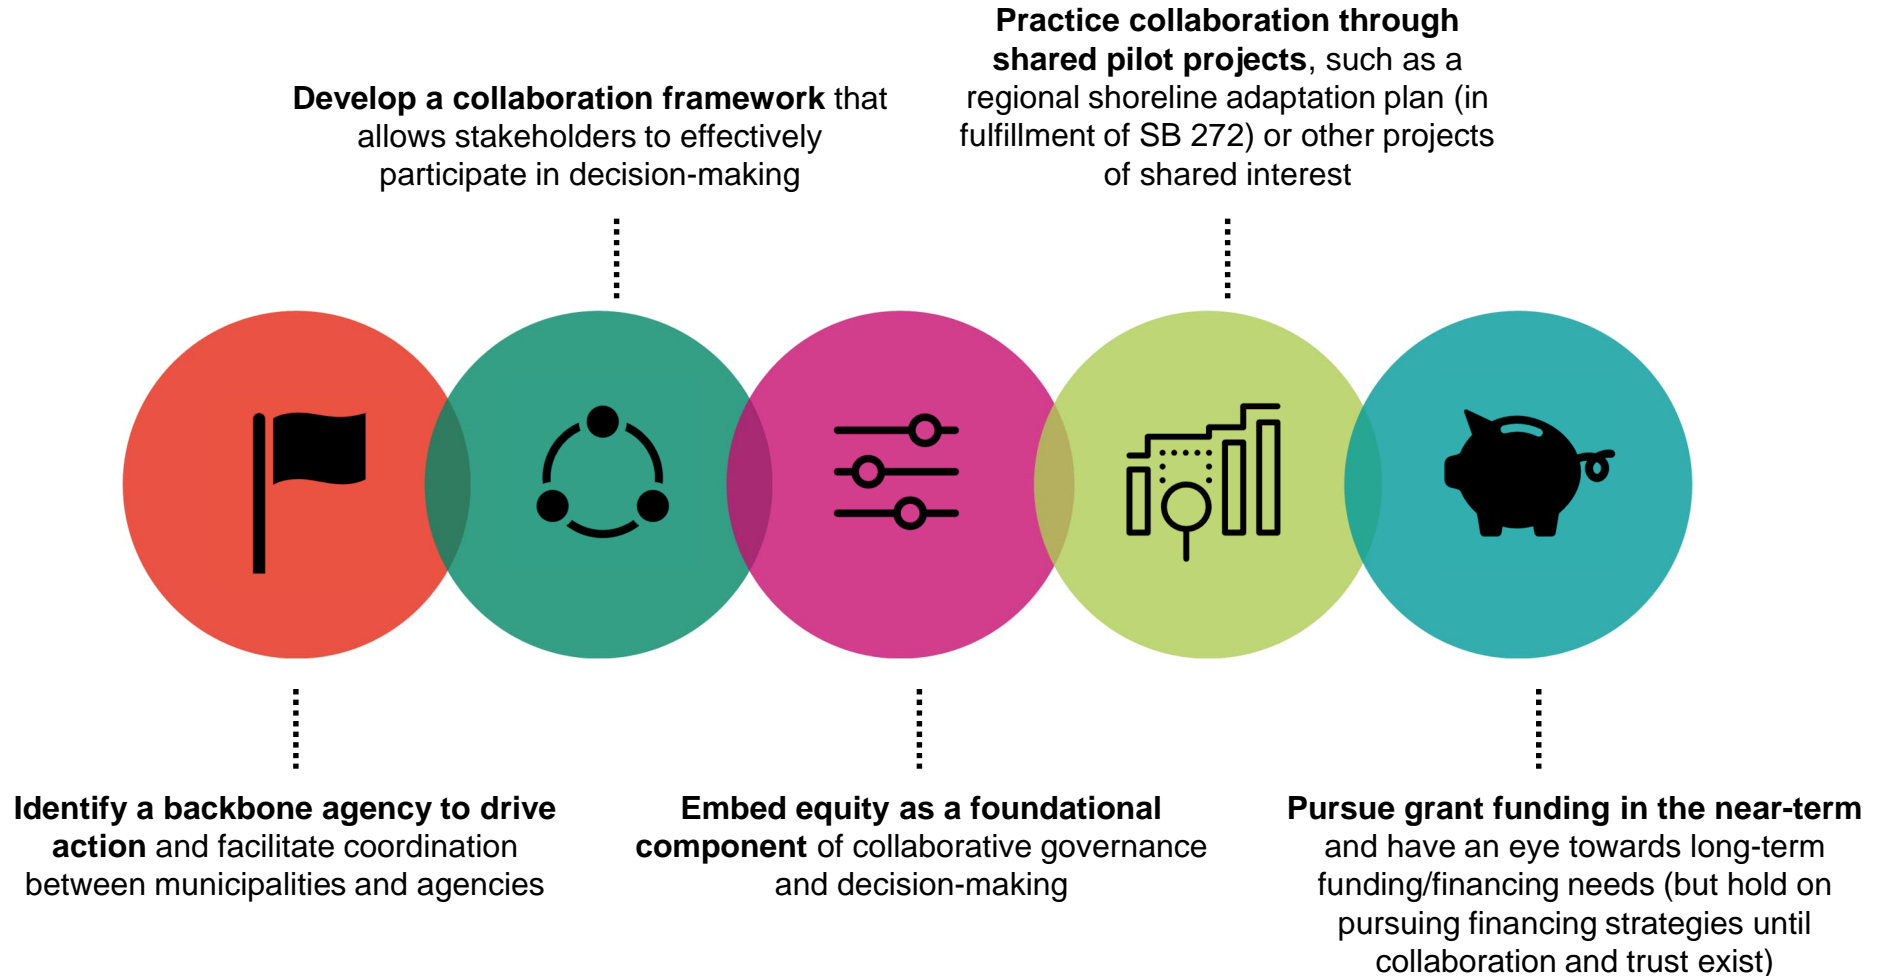 Practice collaboration through
shared pilot projects, such as a
regional shoreline adaptation plan (in
fulfillment of SB 272) or other projects
of shared interest
Develop a collaboration framework that
allows stakeholders to effectively
participate in decision-making
Identify a backbone agency to drive
action and facilitate coordination
between municipalities and agencies
Embed equity as a foundational
component of collaborative governance
and decision-making
Pursue grant funding in the near-term
and have an eye towards long-term
funding/financing needs (but hold on
pursuing financing strategies until
collaboration and trust exist)